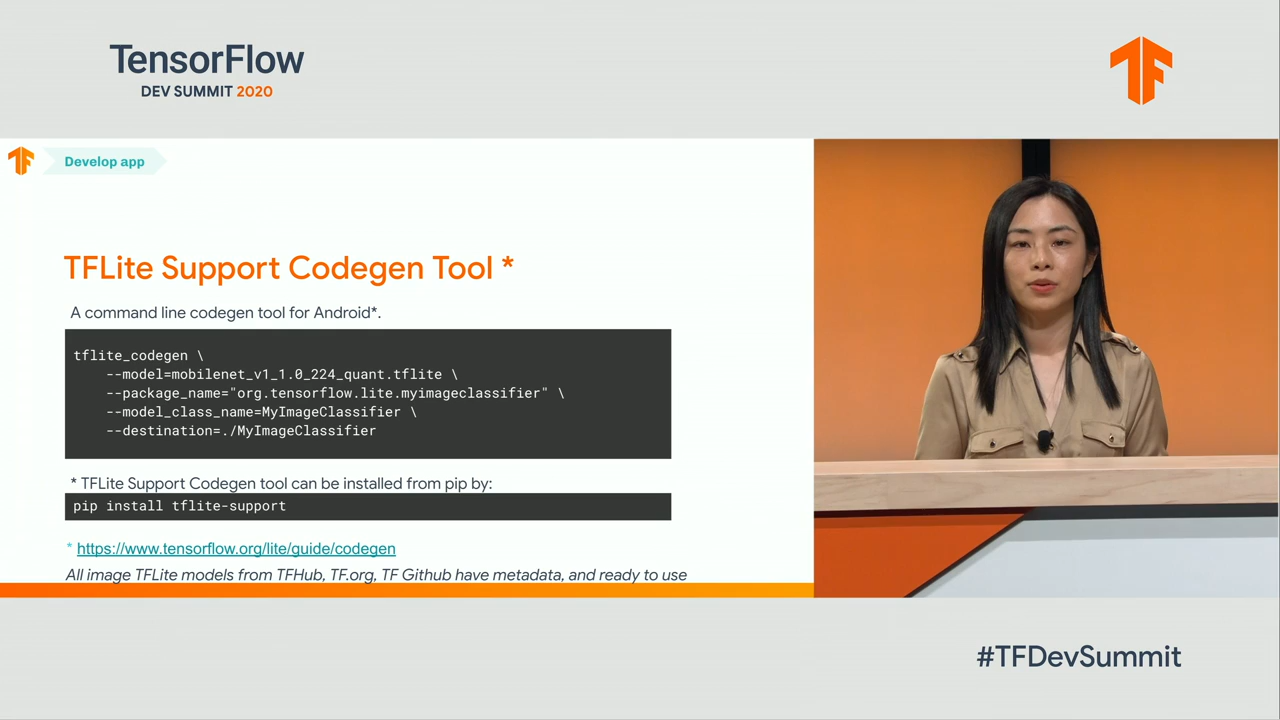 TensorFlow
DEV SUMMIT 2020
Develop app
TFLite Support Codegen Tool *
A command line codegen tool for Android*.
tflite_codegen \
--model=mobilenet_v1_1.0_224_quant.tflite \
--package_name="org.tensorflow.lite.myimageclassifier" \
--model_class_name=MyImageClassifier \
--destination=./MyImageClassifier
* TFLite Support Codegen tool can be installed from pip by:
pip install tflite-support
* https://www.tensorflow.org/lite/guide/codegen
All image TFLite models from TFHub, TF.org, TF Github have metadata, and ready to use
#TFDevSummit